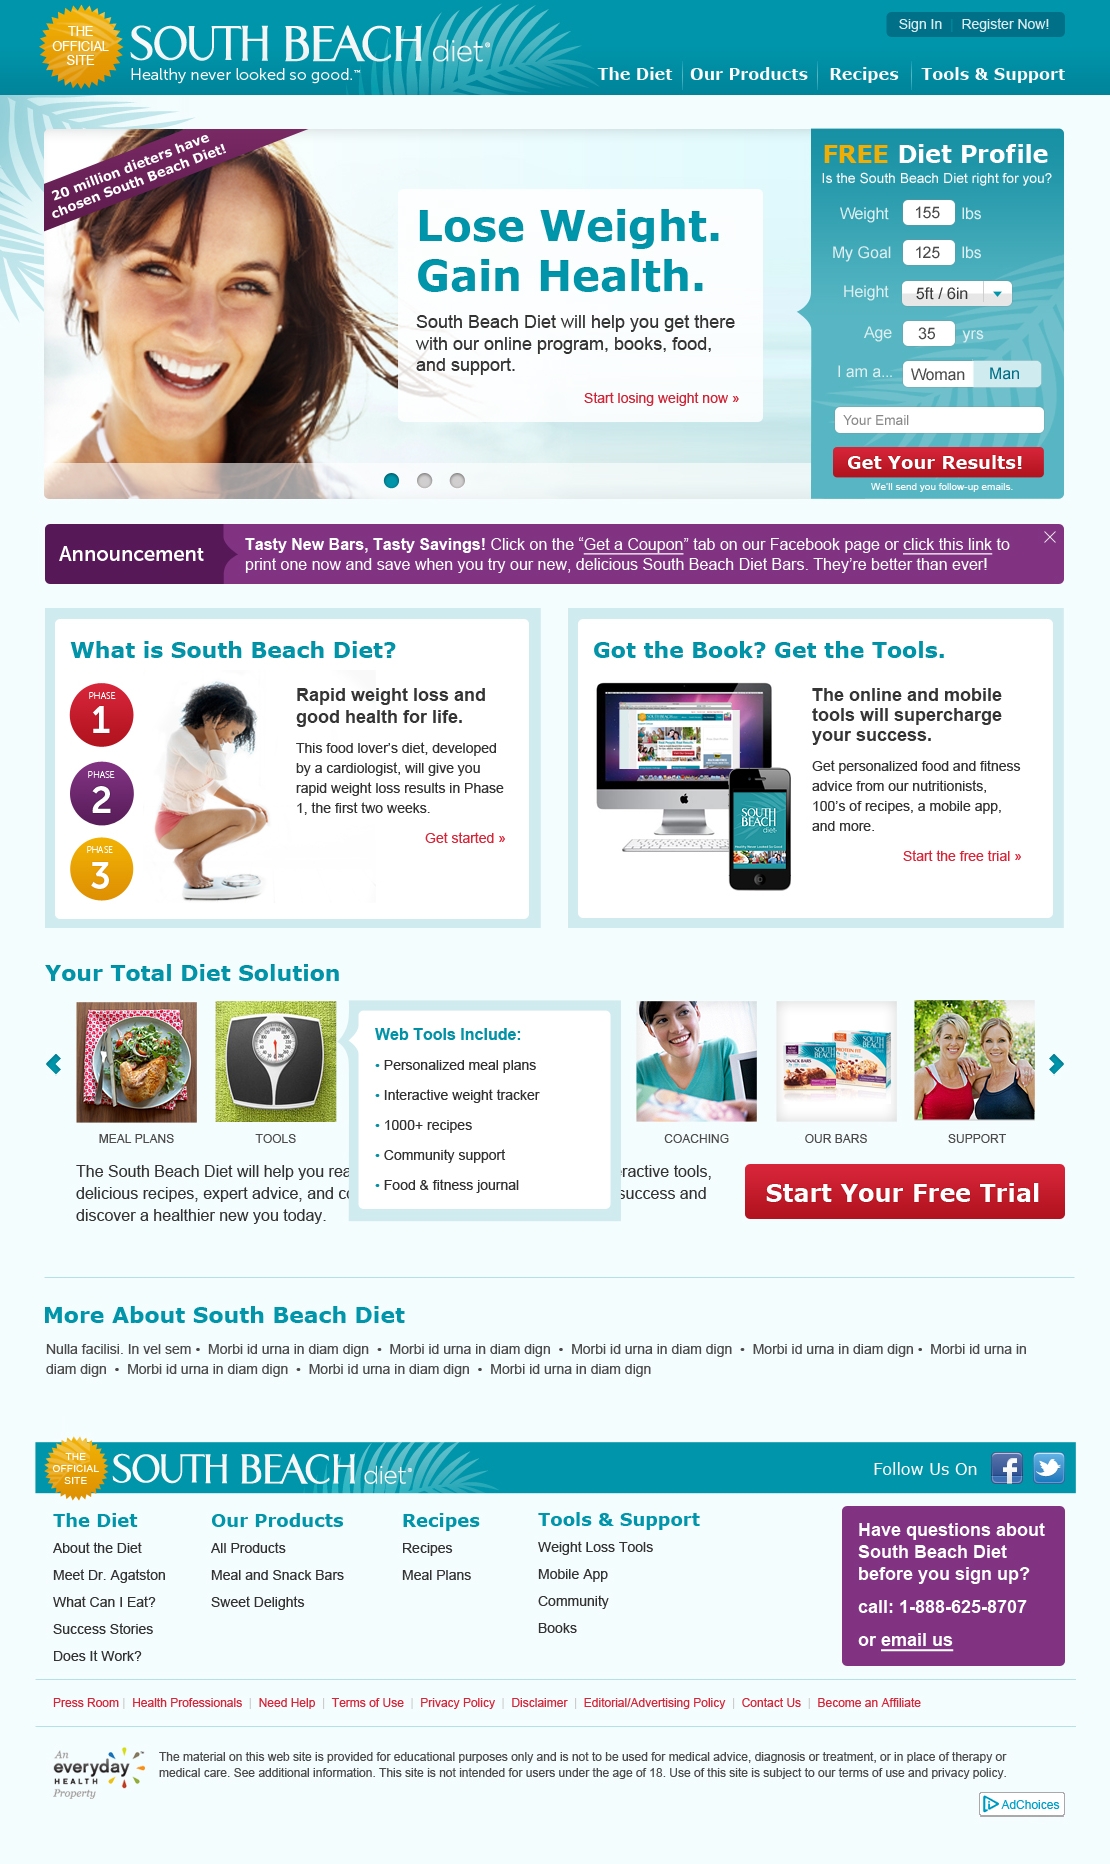 THE
OFFICIAL
SITE
SOUTH BEACH diet®
Healthy never looked so good.™
Sign In | Register Now!
The Diet
Our Products
Recipes
Tools & Support
20 million dieters have
chosen South Beach Diet!
Lose Weight.
Gain Health.
South Beach Diet will help you get there
with our online program, books, food,
and support.
Start losing weight now »
FREE Diet Profile
Is the South Beach Diet right for you?
Weight 155 lbs
My Goal 125 lbs
Height 5ft / 6in
Age 35 yrs
I am a... Woman Man
Your Email
Get Your Results!
We'll send you follow-up emails.
Announcement
Tasty New Bars, Tasty Savings! Click on the “Get a Coupon” tab on our Facebook page or click this link to
print one now and save when you try our new, delicious South Beach Diet Bars. They’re better than ever!
What is South Beach Diet?
PHASE
1
PHASE
2
PHASE
3
Rapid weight loss and
good health for life.
This food lover’s diet, developed
by a cardiologist, will give you
rapid weight loss results in Phase
1, the first two weeks.
Get started »
Got the Book? Get the Tools.
SOUTH
BEACH
diet
The online and mobile
tools will supercharge
your success.
Get personalized food and fitness
advice from our nutritionists,
100’s of recipes, a mobile app,
and more.
Start the free trial »
Your Total Diet Solution
MEAL PLANS
TOOLS
Web Tools Include:
• Personalized meal plans
• Interactive weight tracker
• 1000+ recipes
• Community support
• Food & fitness journal
COACHING
SOUTH
BEACH
SNACK BARS
PROTEIN FIT
OUR BARS
SUPPORT
The South Beach Diet will help you
tools,
delicious recipes, expert advice, and
success and
discover a healthier new you today.
Start Your Free Trial
More About South Beach Diet
Nulla facilisi. In vel sem • Morbi id urna in diam dign • Morbi id urna in diam dign • Morbi id urna in diam dign • Morbi id urna in diam dign • Morbi id urna in
diam dign • Morbi id urna in diam dign • Morbi id urna in diam dign • Morbi id urna in diam dign
THE
OFFICIAL
SITE
SOUTH BEACH diet®
Follow Us On
The Diet
About the Diet
Meet Dr. Agatston
What Can I Eat?
Success Stories
Does It Work?
Our Products
All Products
Meal and Snack Bars
Sweet Delights
Recipes
Recipes
Meal Plans
Tools & Support
Weight Loss Tools
Mobile App
Community
Books
Have questions about
South Beach Diet
before you sign up?
call: 1-888-625-8707
or email us
Press Room | Health Professionals | Need Help | Terms of Use | Privacy Policy | Disclaimer | Editorial/Advertising Policy | Contact Us | Become an Affiliate
An
everyday
HEALTH
Property
The material on this web site is provided for educational purposes only and is not to be used for medical advice, diagnosis or treatment, or in place of therapy or
medical care. See additional information. This site is not intended for users under the age of 18. Use of this site is subject to our terms of use and privacy policy.
AdChoices